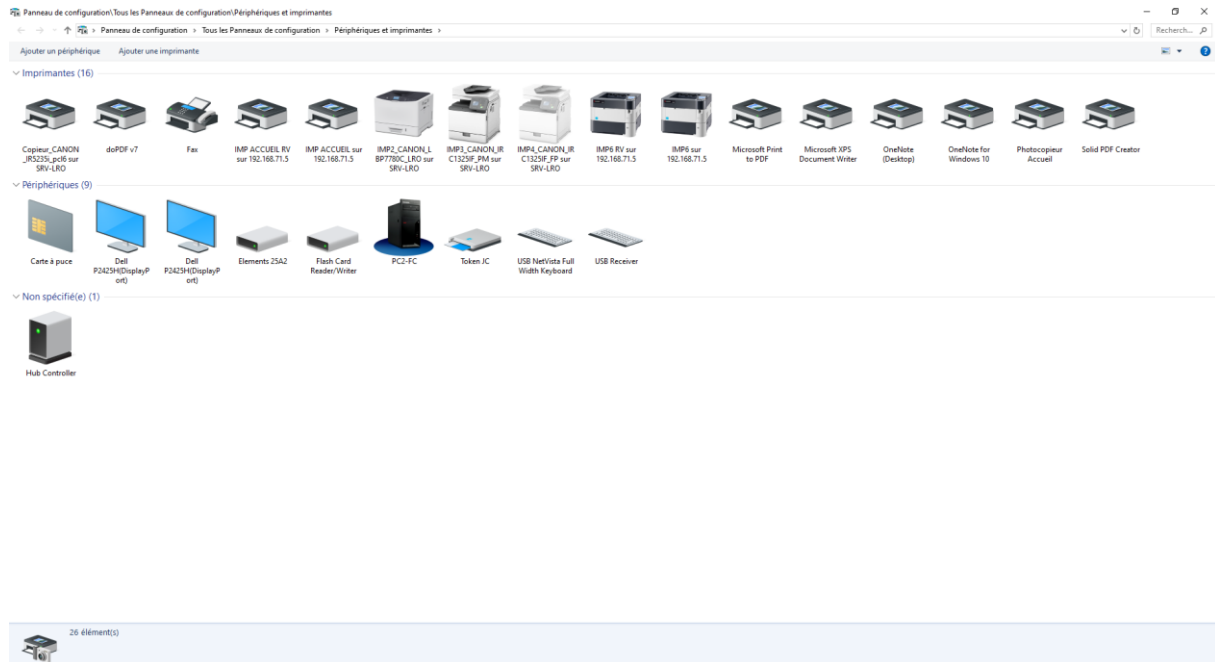 Panneau de configuration\Tous les Panneaux de configuration\Périphériques et imprimantes
Panneau de configuration > Tous les Panneaux de configuration > Périphériques et imprimantes >
Recherch...
Ajouter un périphérique Ajouter une imprimante
Imprimantes (16)
Copieur_CANON
_IR5235i_pcl6 sur
SRV-LRO
doPDF v7
Fax
IMP ACCUEIL RV
sur 192.168.71.5
IMP ACCUEIL sur
192.168.71.5
IMP2_CANON_L
BP7780C_LRO sur
SRV-LRO
IMP3_CANON_IR
C1325IF_PM sur
SRV-LRO
IMP4_CANON_IR
C1325IF_FP sur
SRV-LRO
IMP6 RV sur
192.168.71.5
IMP6 sur
192.168.71.5
Microsoft Print
to PDF
Microsoft XPS
Document Writer
OneNote
(Desktop)
OneNote for
Windows 10
Photocopieur
Accueil
Solid PDF Creator
Périphériques (9)
Carte à puce
Dell
P2425H(DisplayP
ort)
Dell
P2425H(DisplayP
ort)
Elements 25A2
Flash Card
Reader/Writer
PC2-FC
Token JC
USB NetVista Full
Width Keyboard
USB Receiver
Non spécifié(e) (1)
Hub Controller
26 élément(s)